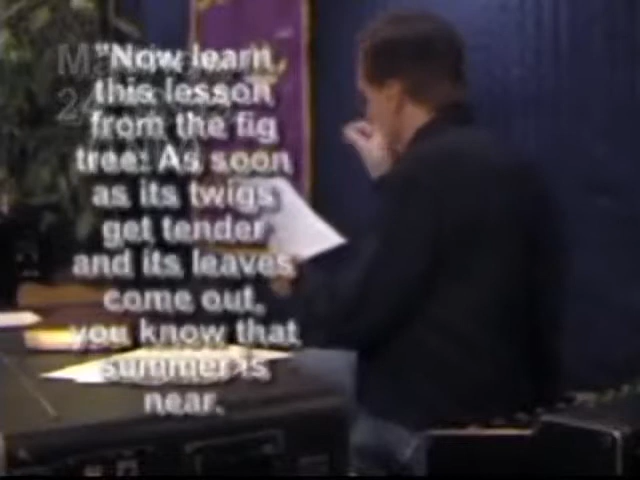 "Now learn
this lesson
from the fig
tree: As soon
as its twigs
get tender
and its leaves
come out,
you know that
summer is
near.